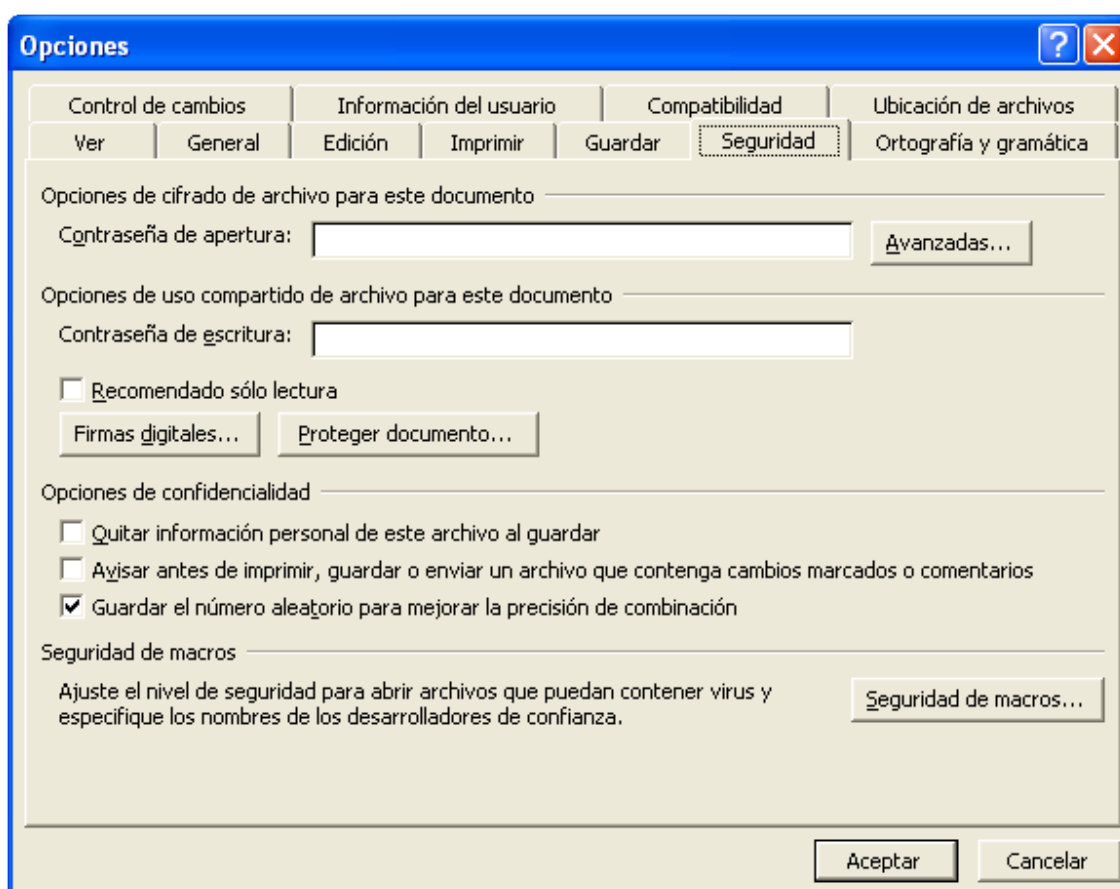 Opciones
Control de cambios Información del usuario Compatibilidad Ubicación de archivos
Ver General Edición Imprimir Guardar Seguridad Ortografía y gramática
Opciones de cifrado de archivo para este documento
Contraseña de apertura: Avanzadas...
Opciones de uso compartido de archivo para este documento
Contraseña de escritura:
Recomendado sólo lectura
Firmas digitales... Proteger documento...
Opciones de confidencialidad
Quitar información personal de este archivo al guardar
Avisar antes de imprimir, guardar o enviar un archivo que contenga cambios marcados o comentarios
Guardar el número aleatorio para mejorar la precisión de combinación
Seguridad de macros
Ajuste el nivel de seguridad para abrir archivos que puedan contener virus y
especifique los nombres de los desarrolladores de confianza.
Seguridad de macros...
Aceptar Cancelar